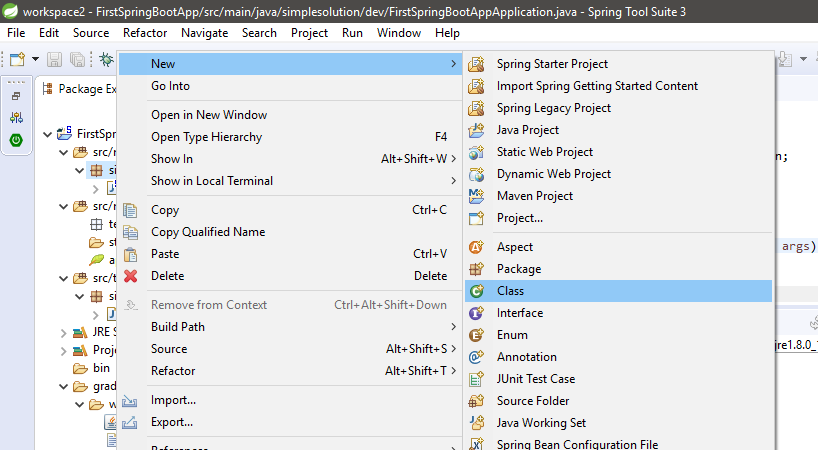 workspace2 - FirstSpringBootApp/src/main/java/simplesolution/dev/FirstSpringBootAppApplication.java - Spring Tool Suite 3
File Edit Source Refactor Navigate Search Project Run Window Help
Package Ex
FirstSpr
src/r
si
src/r
te
st
a
src/t
si
JRE S
Proje
bin
grad
w
New
Go Into
Open in New Window
Open Type Hierarchy F4
Show In Alt+Shift+W
Show in Local Terminal
Copy Ctrl+C
Copy Qualified Name
Paste Ctrl+V
Delete Delete
Remove from Context Ctrl+Alt+Shift+Down
Build Path
Source Alt+Shift+S
Refactor Alt+Shift+T
Import...
Export...
References
Spring Starter Project
Import Spring Getting Started Content
Spring Legacy Project
Java Project
Static Web Project
Dynamic Web Project
Maven Project
Project...
Aspect
Package
Class
Interface
Enum
Annotation
JUnit Test Case
Source Folder
Java Working Set
Spring Bean Configuration File
n;
args)
jre1.8.0_